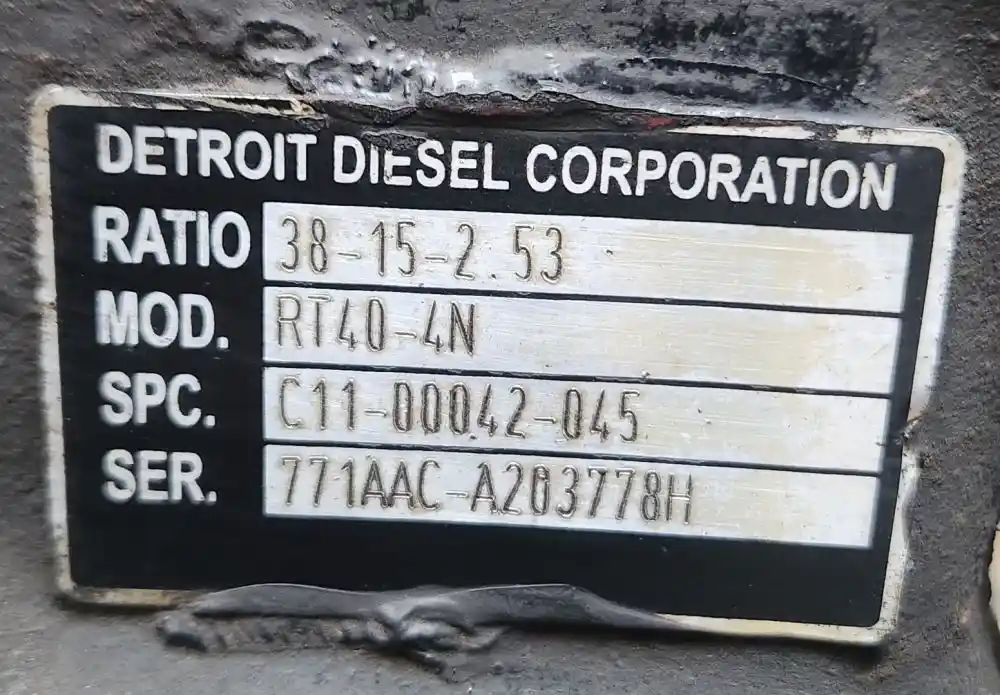 DETROIT DIESEL CORPORATION
RATIO 38-15-2.53
MOD. RT40-4N
SPC. C11-00042-045
SER. 771AAC-A203778H